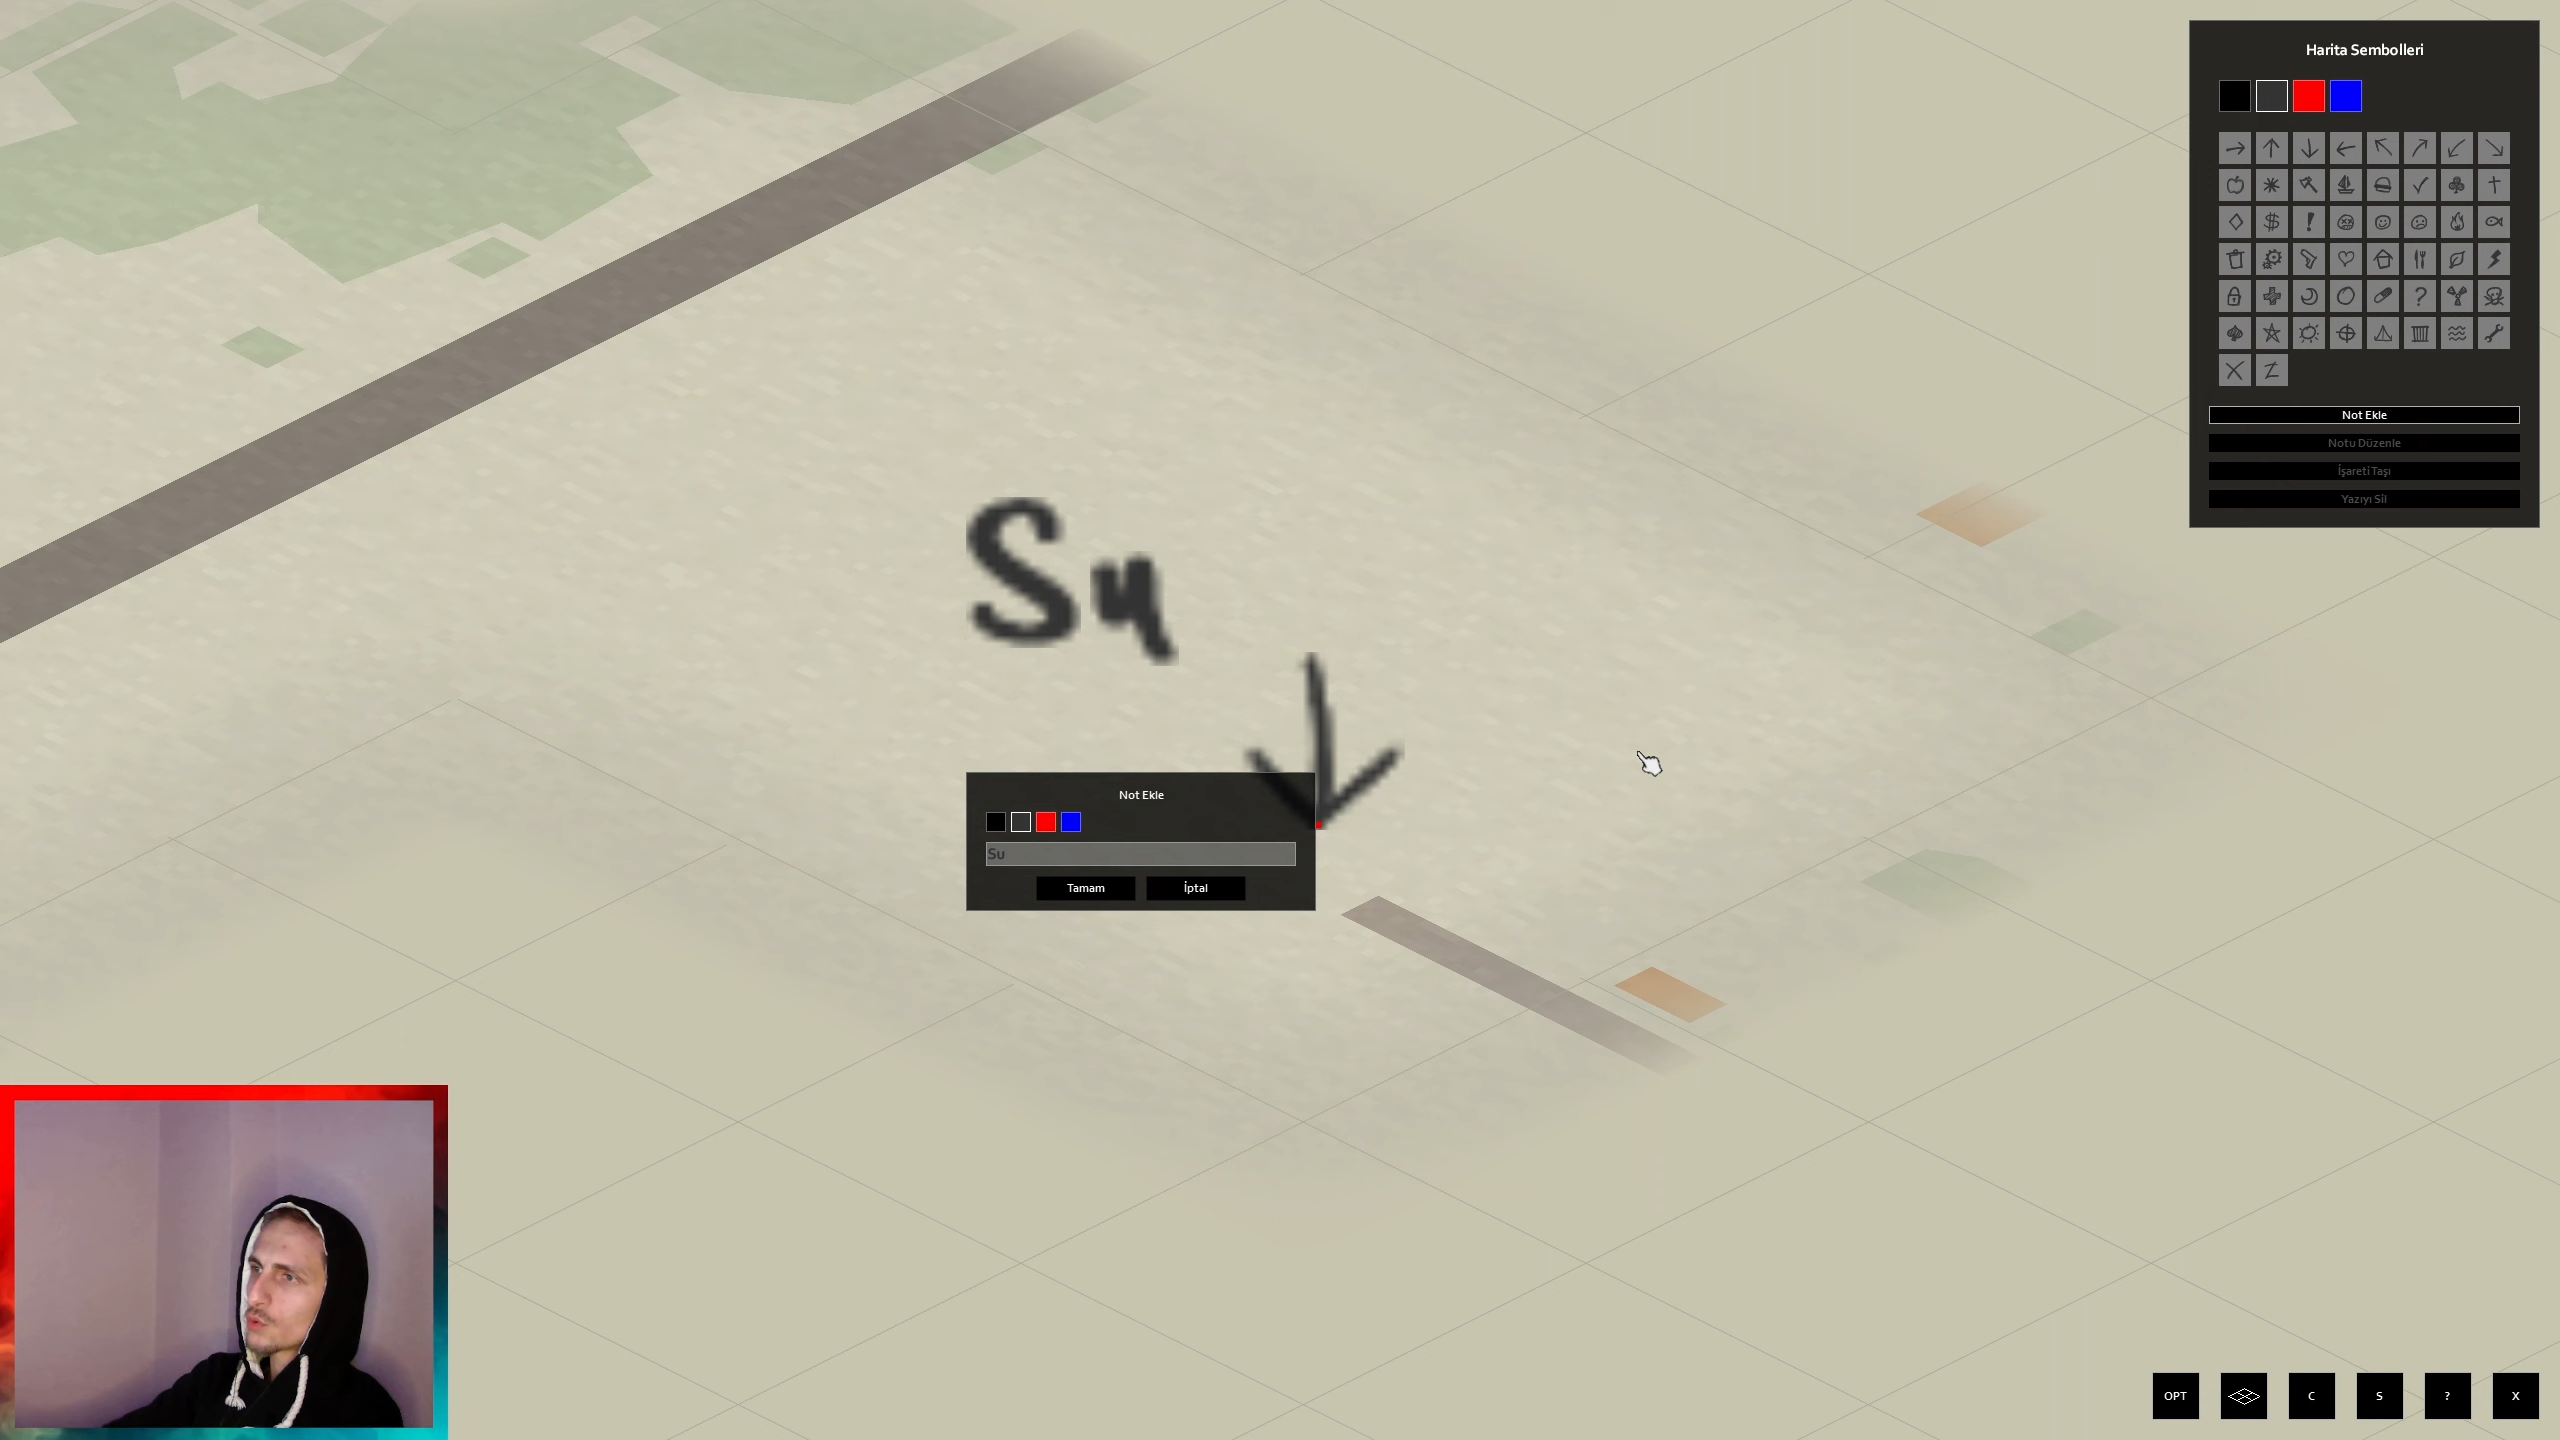 Harita Sembolleri
Not Ekle
Notu Düzenle
İşareti Taşı
Yazıyı Sil
Su
Not Ekle
Su
Tamam
İptal
OPT
C
S
?
X